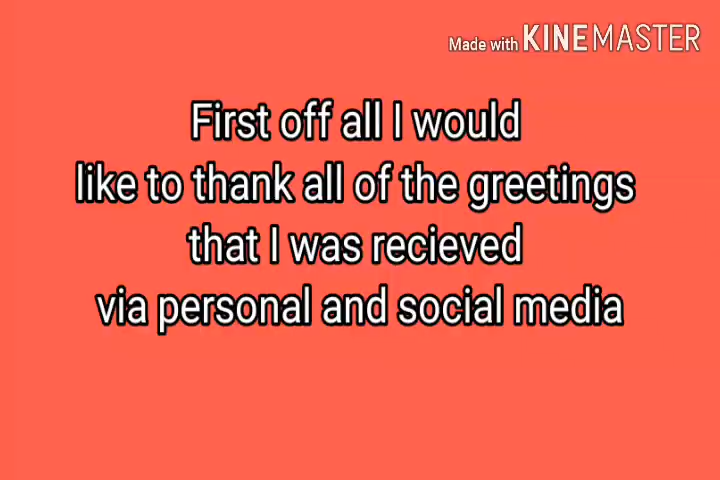 Made with KINEMASTER
First off all I would
like to thank all of the greetings
that I was recieved
via personal and social media